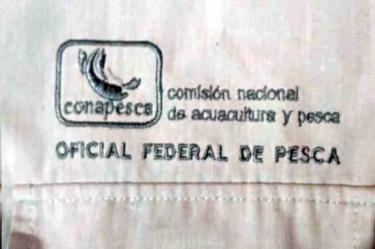 conapesca
comisión nacional
de acuacultura y pesca
OFICIAL FEDERAL DE PESCA